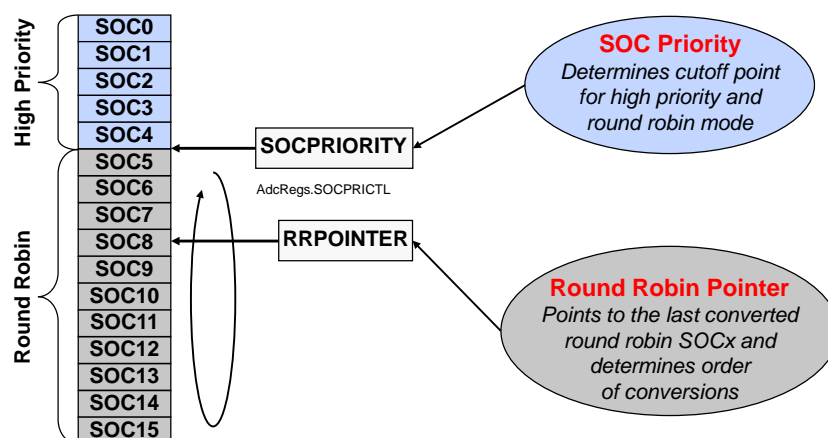 High Priority
SOC0
SOC1
SOC2
SOC3
SOC4
Round Robin
SOC5
SOC6
SOC7
SOC8
SOC9
SOC10
SOC11
SOC12
SOC13
SOC14
SOC15
SOCPRIORITY
AdcRegs.SOCPRICTL
RRPOINTER
SOC Priority
Determines cutoff point
for high priority and
round robin mode
Round Robin Pointer
Points to the last converted
round robin SOCx and
determines order
of conversions